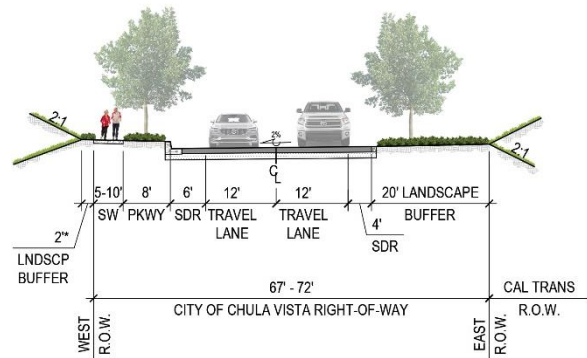 2:1
2%
2:1
CL
5-10'
8'
6'
12'
12'
20' LANDSCAPE
BUFFER
SW
PKWY
SDR
TRAVEL
LANE
TRAVEL
LANE
4'
SDR
2'*
LNDSCP
BUFFER
67' - 72'
CITY OF CHULA VISTA RIGHT-OF-WAY
CAL TRANS
R.O.W.
WEST
R.O.W.
EAST
R.O.W.